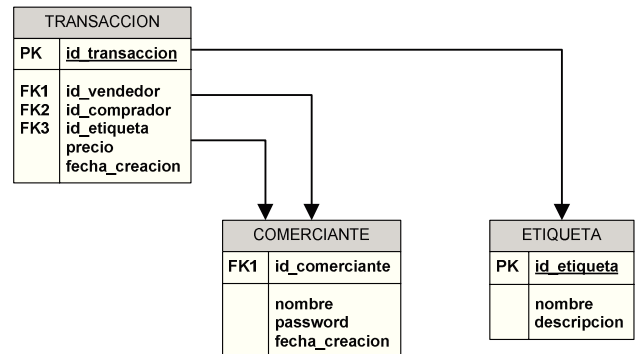 TRANSACCION
PK id_transaccion
FK1 id_vendedor
FK2 id_comprador
FK3 id_etiqueta
precio
fecha_creacion
COMERCIANTE
FK1 id_comerciante
nombre
password
fecha_creacion
ETIQUETA
PK id_etiqueta
nombre
descripcion